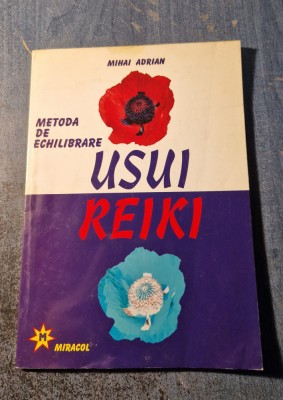 MIHAI ADRIAN
METODA
DE
ECHILIBRARE
USUI
REIKI
M
MIRACOL